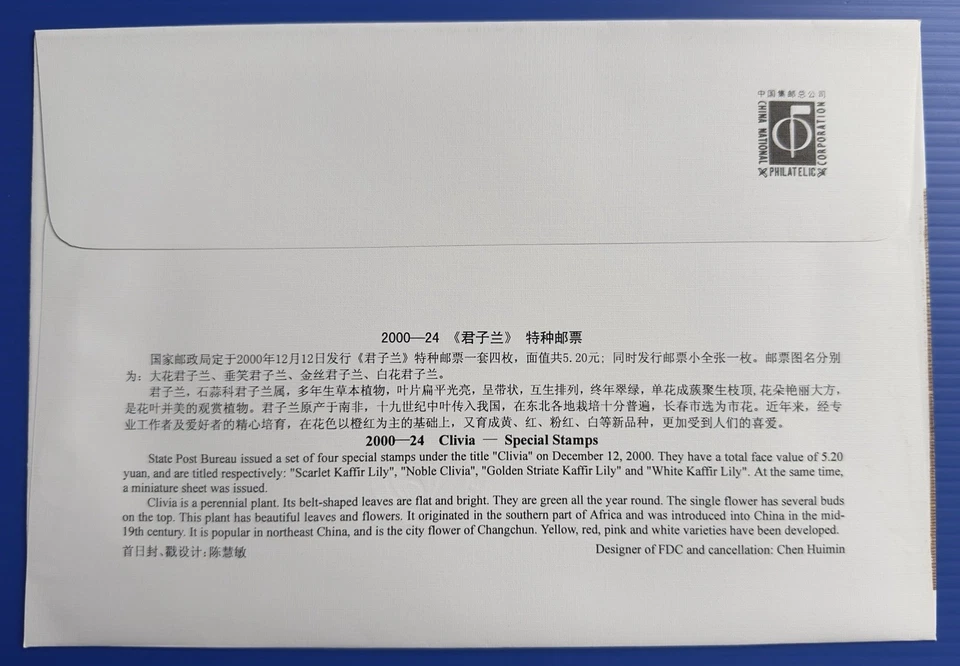 中国集邮总公司
CHINA NATIONAL
PHILATELIC
CORPORATION
2000—24 《君子兰》 特种邮票
国家邮政局定于2000年12月12日发行《君子兰》特种邮票一套四枚，面值共5.20元；同时发行邮票小全张一枚。邮票图名分别
为：大花君子兰、垂笑君子兰、金丝君子兰、白花君子兰。
君子兰，石蒜科君子兰属，多年生草本植物，叶片扁平光亮，呈带状，互生排列，终年翠绿，单花成蔟聚生枝顶，花朵艳丽大方，
是花叶并美的观赏植物。君子兰原产于南非，十九世纪中叶传入我国，在东北各地栽培十分普遍，长春市选为市花。近年来，经专
业工作者及爱好者的精心培育，在花色以橙红为主的基础上，又育成黄、红、粉红、白等新品种，更加受到人们的喜爱。
2000—24 Clivia — Special Stamps
State Post Bureau issued a set of four special stamps under the title "Clivia" on December 12, 2000. They have a total face value of 5.20
yuan, and are titled respectively: "Scarlet Kaffir Lily", "Noble Clivia", "Golden Striate Kaffir Lily" and "White Kaffir Lily". At the same time,
a miniature sheet was issued.
Clivia is a perennial plant. Its belt-shaped leaves are flat and bright. They are green all the year round. The single flower has several buds
on the top. This plant has beautiful leaves and flowers. It originated in the southern part of Africa and was introduced into China in the mid-
19th century. It is popular in northeast China, and is the city flower of Changchun. Yellow, red, pink and white varieties have been developed.
首日封、戳设计：陈慧敏 Designer of FDC and cancellation: Chen Huimin